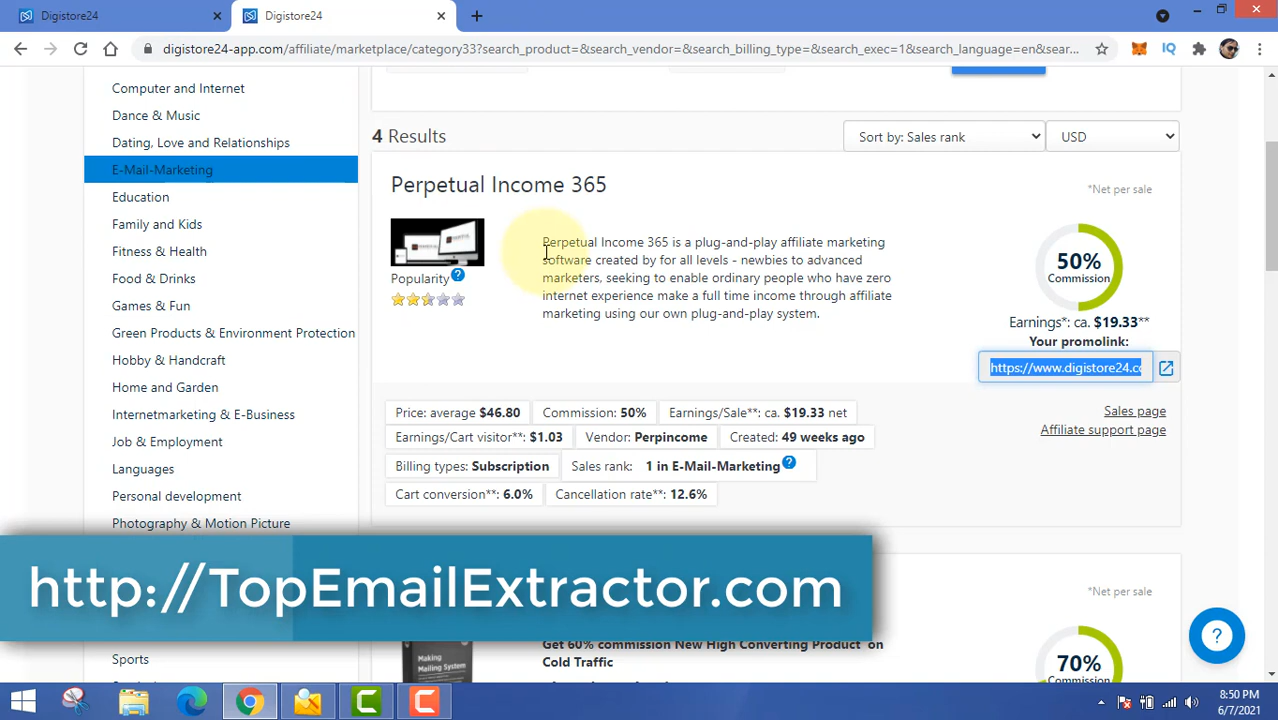 Digistore24
Digistore24
digistore24-app.com/affiliate/marketplace/category33?search_product=&search_vendor=&search_billing_type=&search_exec=1&search_language=en&sear...
IQ
Computer and Internet
Dance & Music
Dating, Love and Relationships
E-Mail-Marketing
Education
Family and Kids
Fitness & Health
Food & Drinks
Games & Fun
Green Products & Environment Protection
Hobby & Handcraft
Home and Garden
Internetmarketing & E-Business
Job & Employment
Languages
Personal development
Photography & Motion Picture
Sports
4 Results
Sort by: Sales rank
USD
Perpetual Income 365
*Net per sale
Popularity ?
Perpetual Income 365 is a plug-and-play affiliate marketing
software created by for all levels - newbies to advanced
marketers, seeking to enable ordinary people who have zero
internet experience make a full time income through affiliate
marketing using our own plug-and-play system.
50%
Commission
Earnings*: ca. $19.33**
Your promolink:
https://www.digistore24.co
Price: average $46.80
Commission: 50%
Earnings/Sale**: ca. $19.33 net
Earnings/Cart visitor**: $1.03
Vendor: Perpincome
Created: 49 weeks ago
Billing types: Subscription
Sales rank: 1 in E-Mail-Marketing ?
Cart conversion**: 6.0%
Cancellation rate**: 12.6%
Sales page
Affiliate support page
http://TopEmailExtractor.com
*Net per sale
Get 60% commission New High Converting Product on
Cold Traffic
Making
Mailing System
70%
Commission
?
8:50 PM
6/7/2021